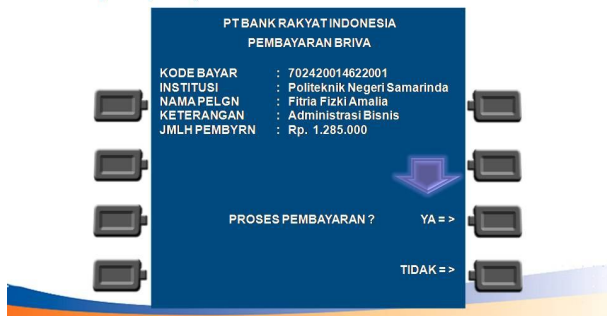 PT BANK RAKYAT INDONESIA
PEMBAYARAN BRIVA
KODE BAYAR : 702420014622001
INSTITUSI : Politeknik Negeri Samarinda
NAMA PELGN : Fitria Fizki Amalia
KETERANGAN : Administrasi Bisnis
JMLH PEMBYRN : Rp. 1.285.000
PROSES PEMBAYARAN ? YA = >
TIDAK = >